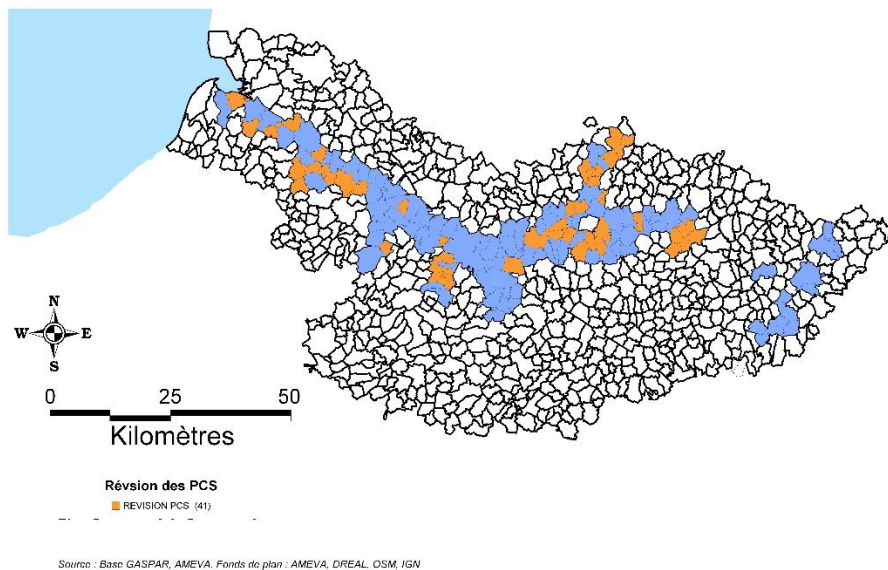 N
W E
S
0 25 50
Kilomètres
Révsion des PCS
REVISION PCS (41)
Source : Base GASPAR, AMEVA. Fonds de plan : AMEVA, DREAL, OSM, IGN